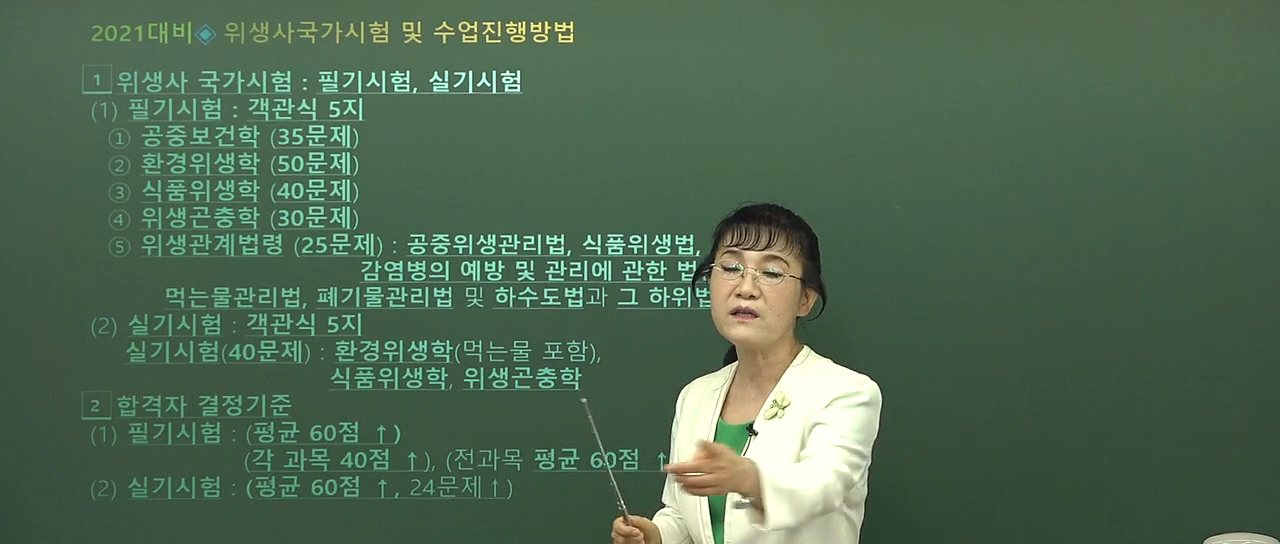 2021대비◈ 위생사국가시험 및 수업진행방법
1 위생사 국가시험 : 필기시험, 실기시험
(1) 필기시험 : 객관식 5지
① 공중보건학 (35문제)
② 환경위생학 (50문제)
③ 식품위생학 (40문제)
④ 위생곤충학 (30문제)
⑤ 위생관계법령 (25문제) : 공중위생관리법, 식품위생법,
감염병의 예방 및 관리에 관한 법
먹는물관리법, 폐기물관리법 및 하수도법과 그 하위법
(2) 실기시험 : 객관식 5지
실기시험(40문제) : 환경위생학(먹는물 포함),
식품위생학, 위생곤충학
2 합격자 결정기준
(1) 필기시험 : (평균 60점 ↑)
(각 과목 40점 ↑), (전과목 평균 60점 ↑
(2) 실기시험 : (평균 60점 ↑, 24문제↑)